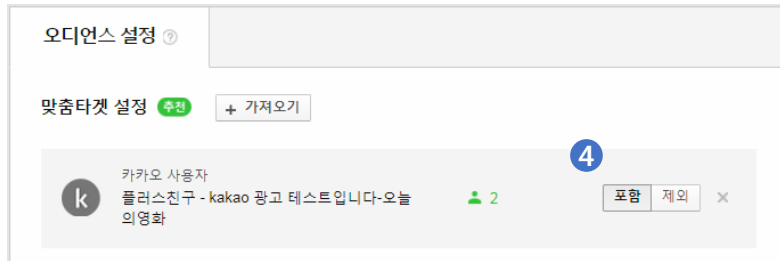 오디언스 설정 ?
맞춤타겟 설정 추천 + 가져오기
4
카카오 사용자
k 플러스친구 - kakao 광고 테스트입니다-오늘 2 포함 제외 ×
의영화